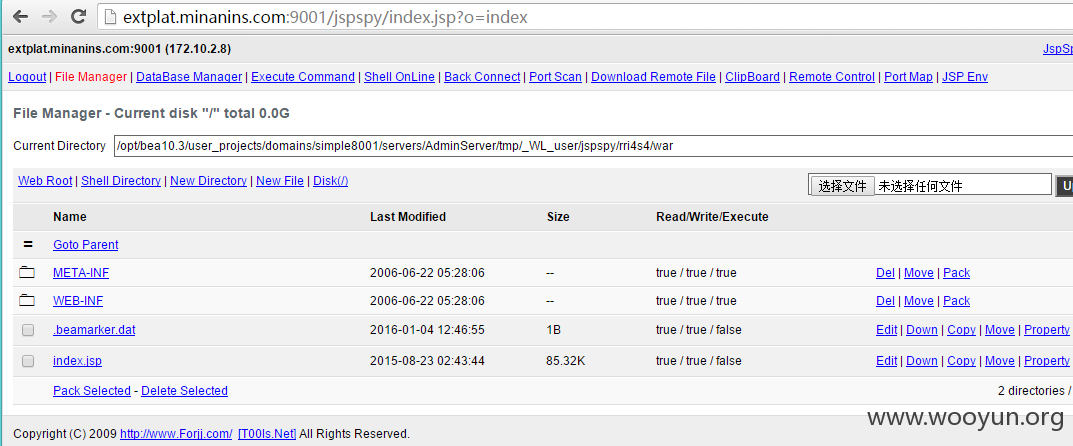 extplat.minanins.com:9001/jspspy/index.jsp?o=index
extplat.minanins.com:9001 (172.10.2.8) JspSp
Logout | File Manager | DataBase Manager | Execute Command | Shell OnLine | Back Connect | Port Scan | Download Remote File | ClipBoard | Remote Control | Port Map | JSP Env
File Manager - Current disk "/" total 0.0G
Current Directory /opt/bea10.3/user_projects/domains/simple8001/servers/AdminServer/tmp/_WL_user/jspspy/rri4s4/war
Web Root | Shell Directory | New Directory | New File | Disk(/) 选择文件 未选择任何文件 U
Name Last Modified Size Read/Write/Execute
= Goto Parent
META-INF 2006-06-22 05:28:06 -- true / true / true Del | Move | Pack
WEB-INF 2006-06-22 05:28:06 -- true / true / true Del | Move | Pack
.beamarker.dat 2016-01-04 12:46:55 1B true / true / false Edit | Down | Copy | Move | Property
index.jsp 2015-08-23 02:43:44 85.32K true / true / false Edit | Down | Copy | Move | Property
Pack Selected - Delete Selected 2 directories /
www.wooyun.org
Copyright (C) 2009 http://www.Forjj.com/ [T00ls.Net] All Rights Reserved.